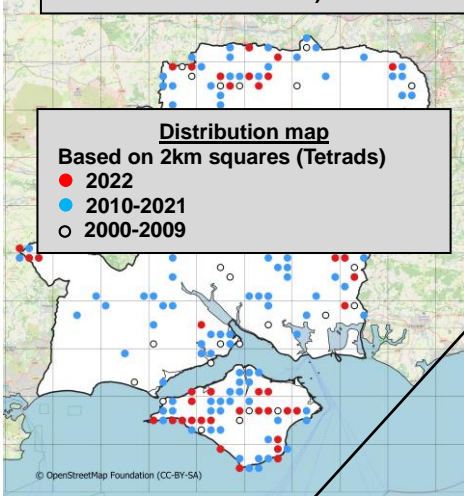 Distribution map
Based on 2km squares (Tetrads)
2022
2010-2021
2000-2009
© OpenStreetMap Foundation (CC-BY-SA)